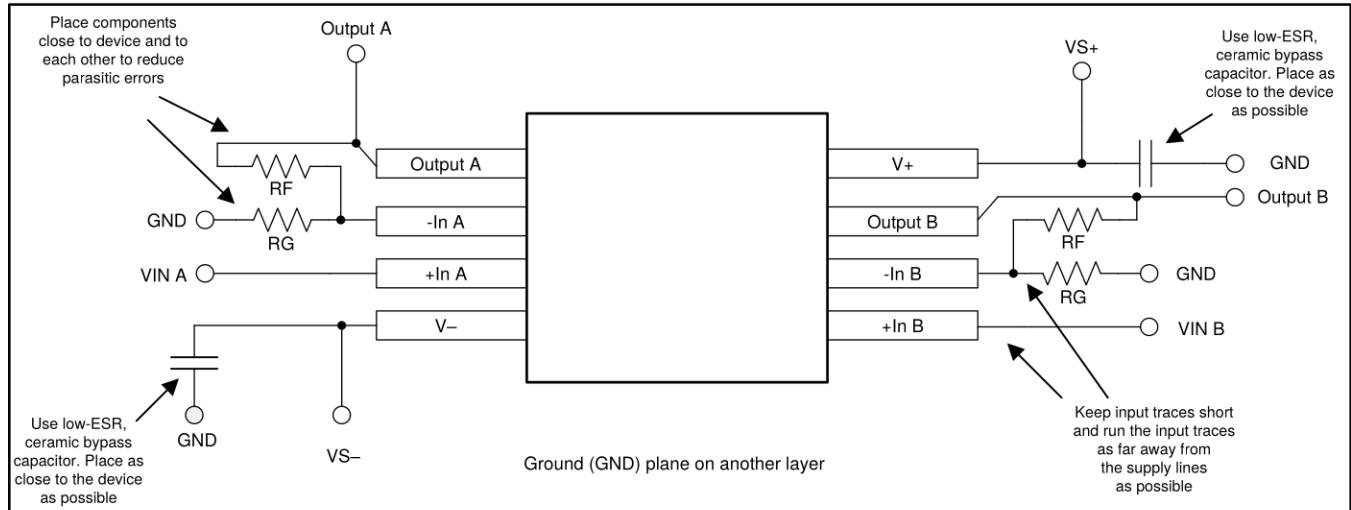 Place components
close to device and to
each other to reduce
parasitic errors
Output A
VS+
Use low-ESR,
ceramic bypass
capacitor. Place as
close to the device
as possible
Output A
RF
GND
RG
-In A
VIN A
+In A
V–
V+
GND
Output B
Output B
RF
-In B
GND
RG
+In B
VIN B
Use low-ESR,
ceramic bypass
capacitor. Place as
close to the device
as possible
GND
VS–
Ground (GND) plane on another layer
Keep input traces short
and run the input traces
as far away from
the supply lines
as possible